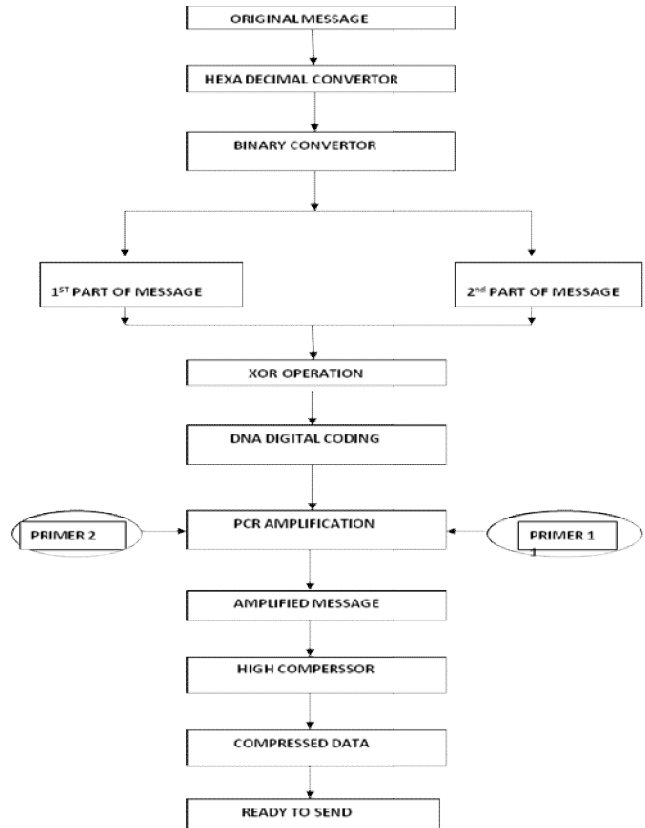 ORIGINAL MESSAGE
HEXA DECIMAL CONVERTOR
BINARY CONVERTOR
1ST PART OF MESSAGE
2nd PART OF MESSAGE
XOR OPERATION
DNA DIGITAL CODING
PRIMER 2
PCR AMPLIFICATION
PRIMER 1
1
AMPLIFIED MESSAGE
HIGH COMPERSSOR
COMPRESSED DATA
READY TO SEND